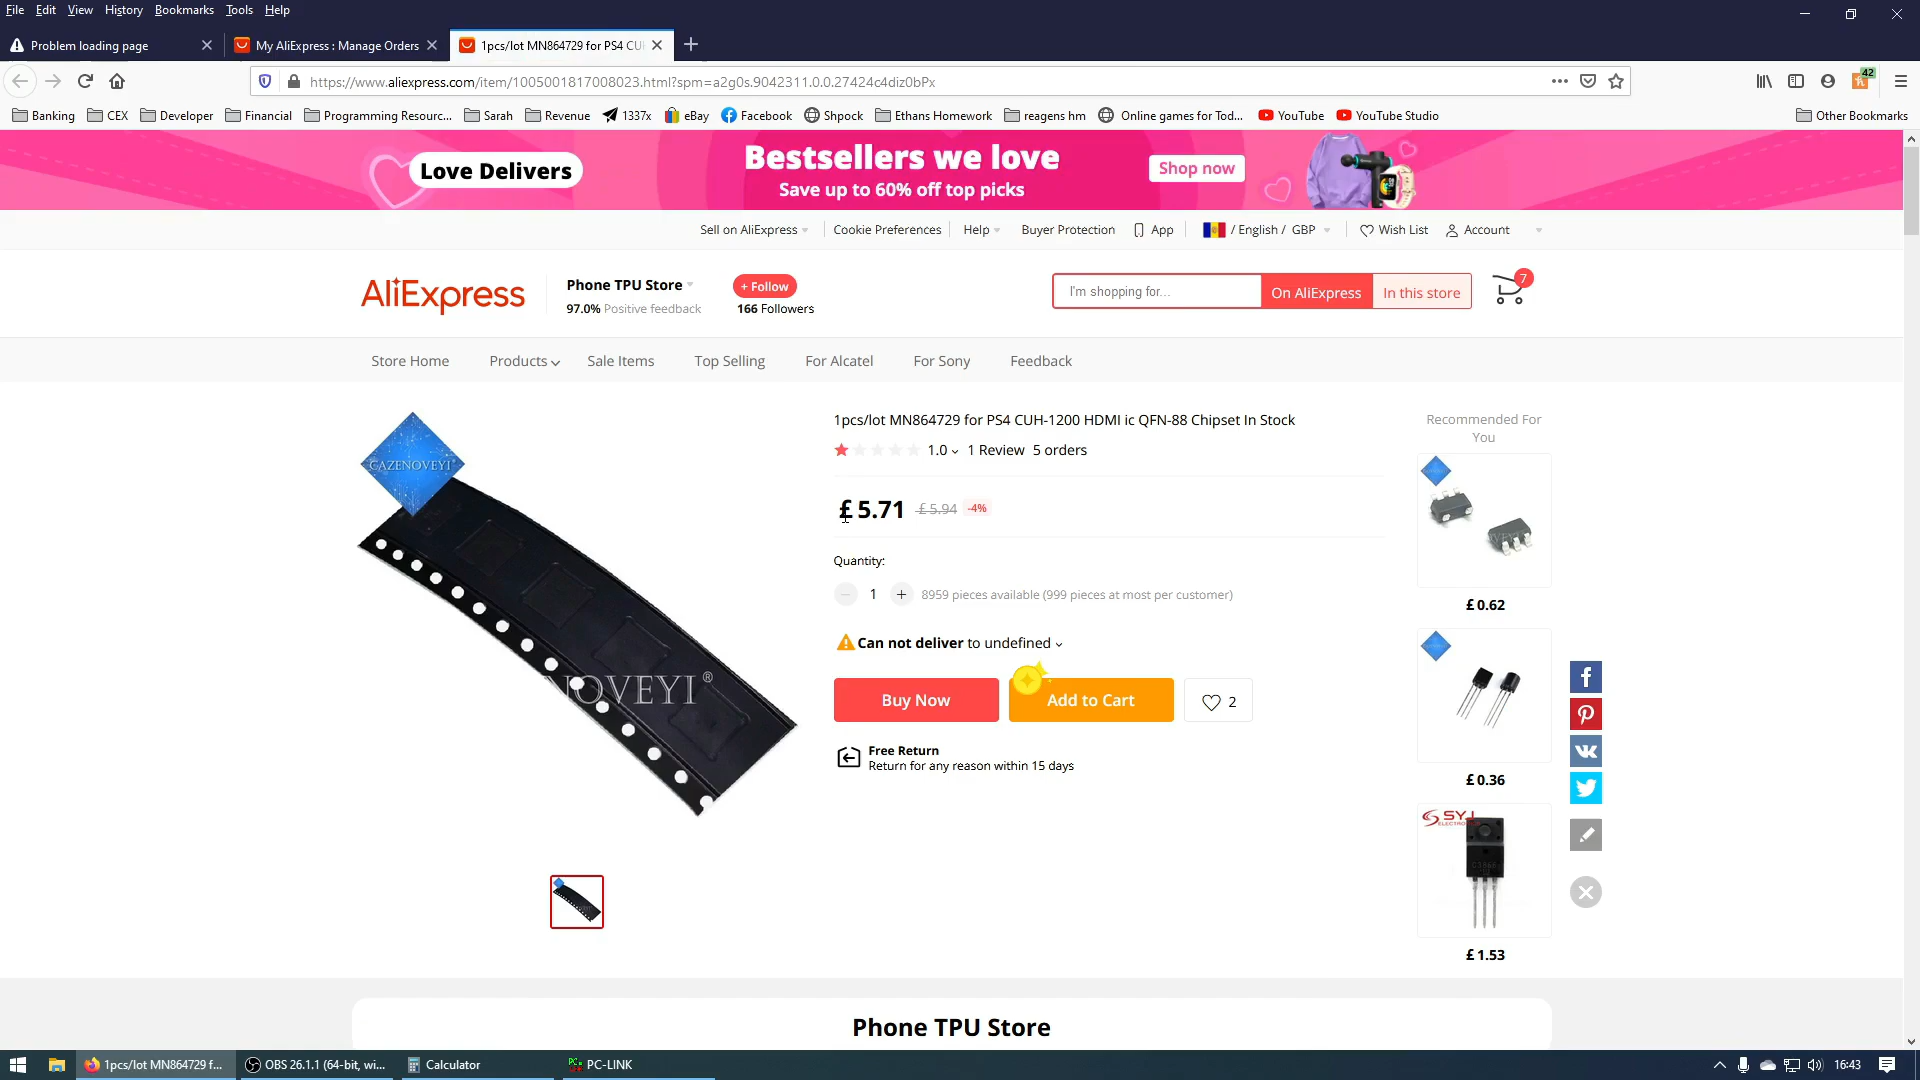 File Edit View History Bookmarks Tools Help
Problem loading page
My AliExpress : Manage Orders
1pcs/lot MN864729 for PS4 CU
https://www.aliexpress.com/item/1005001817008023.html?spm=a2g0s.9042311.0.0.27424c4diz0bPx
42
Banking CEX Developer Financial Programming Resourc... Sarah Revenue 1337x eBay Facebook Shpock Ethans Homework reagens hm Online games for Tod... YouTube YouTube Studio Other Bookmarks
Love Delivers
Bestsellers we love
Save up to 60% off top picks
Shop now
Sell on AliExpress Cookie Preferences Help Buyer Protection App / English / GBP Wish List Account
AliExpress
Phone TPU Store
97.0% Positive feedback
+ Follow
166 Followers
I'm shopping for...
On AliExpress
In this store
7
Store Home Products Sale Items Top Selling For Alcatel For Sony Feedback
CAZENOVEYI
NOVEYI®
1pcs/lot MN864729 for PS4 CUH-1200 HDMI ic QFN-88 Chipset In Stock
1.0 1 Review 5 orders
£ 5.71 £ 5.94 -4%
Quantity:
1 + 8959 pieces available (999 pieces at most per customer)
Can not deliver to undefined
Buy Now
Add to Cart
2
Free Return
Return for any reason within 15 days
Recommended For
You
£ 0.62
£ 0.36
SYJ
£ 1.53
Phone TPU Store
1pcs/lot MN864729 f...
OBS 26.1.1 (64-bit, wi...
Calculator
PC-LINK
16:43